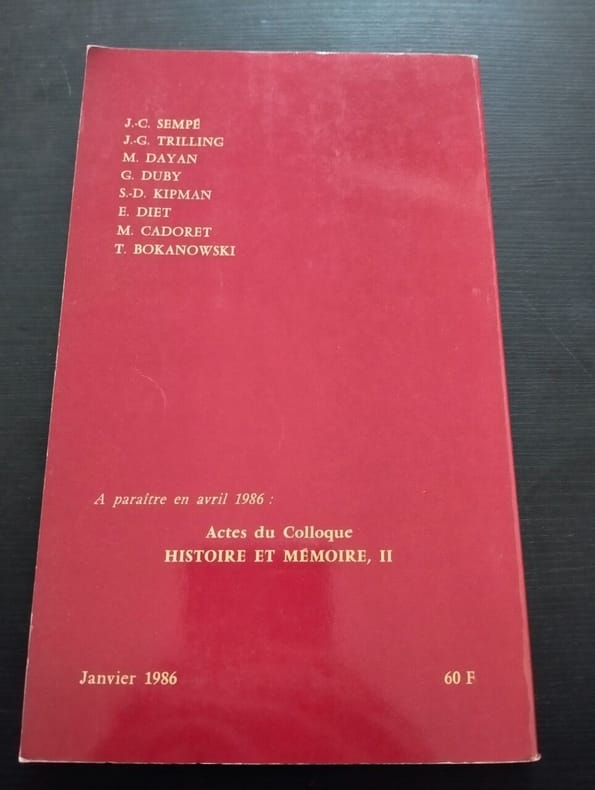 J.-C. SEMPÉ
J.-G. TRILLING
M. DAYAN
G. DUBY
S.-D. KIPMAN
E. DIET
M. CADORET
T. BOKANOWSKI
A paraître en avril 1986 :
Actes du Colloque
HISTOIRE ET MÉMOIRE, II
Janvier 1986
60 F